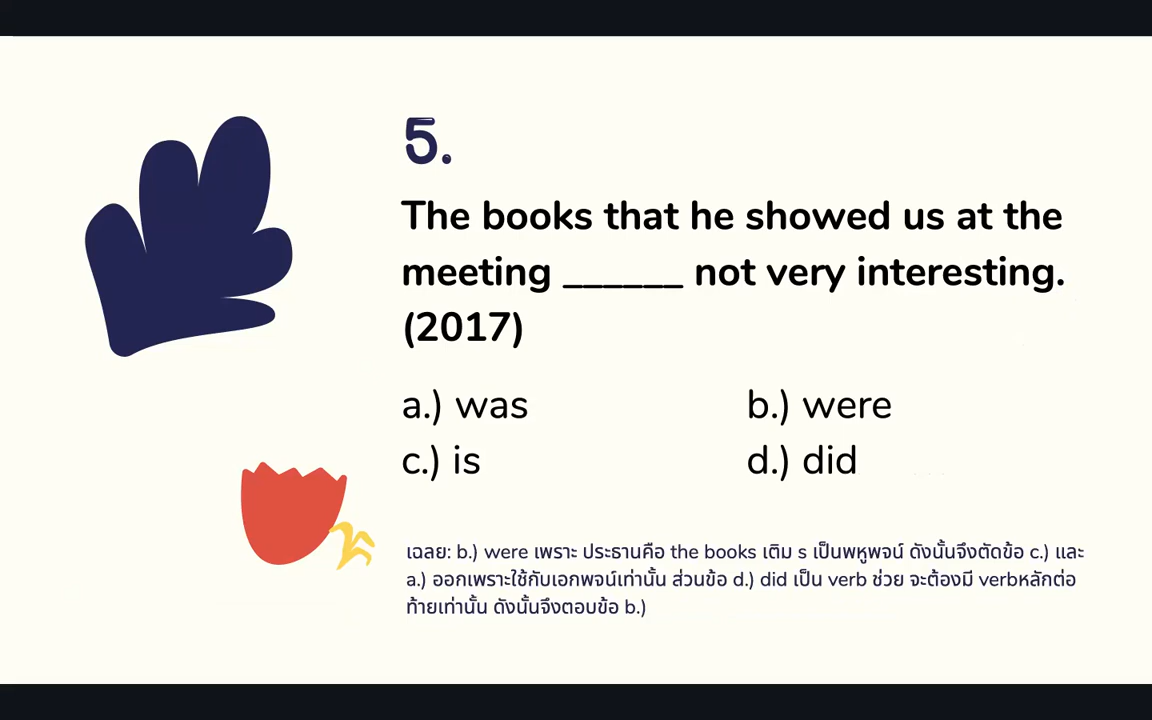 5.
The books that he showed us at the
meeting ______ not very interesting.
(2017)
a.) was
b.) were
c.) is
d.) did
เฉลย: b.) were เพราะ ประธานคือ the books เติม s เป็นพหูพจน์ ดังนั้นจึงตัดข้อ c.) และ
a.) ออกเพราะใช้กับเอกพจน์เท่านั้น ส่วนข้อ d.) did เป็น verb ช่วย จะต้องมี verbหลักต่อ
ท้ายเท่านั้น ดังนั้นจึงตอบข้อ b.)